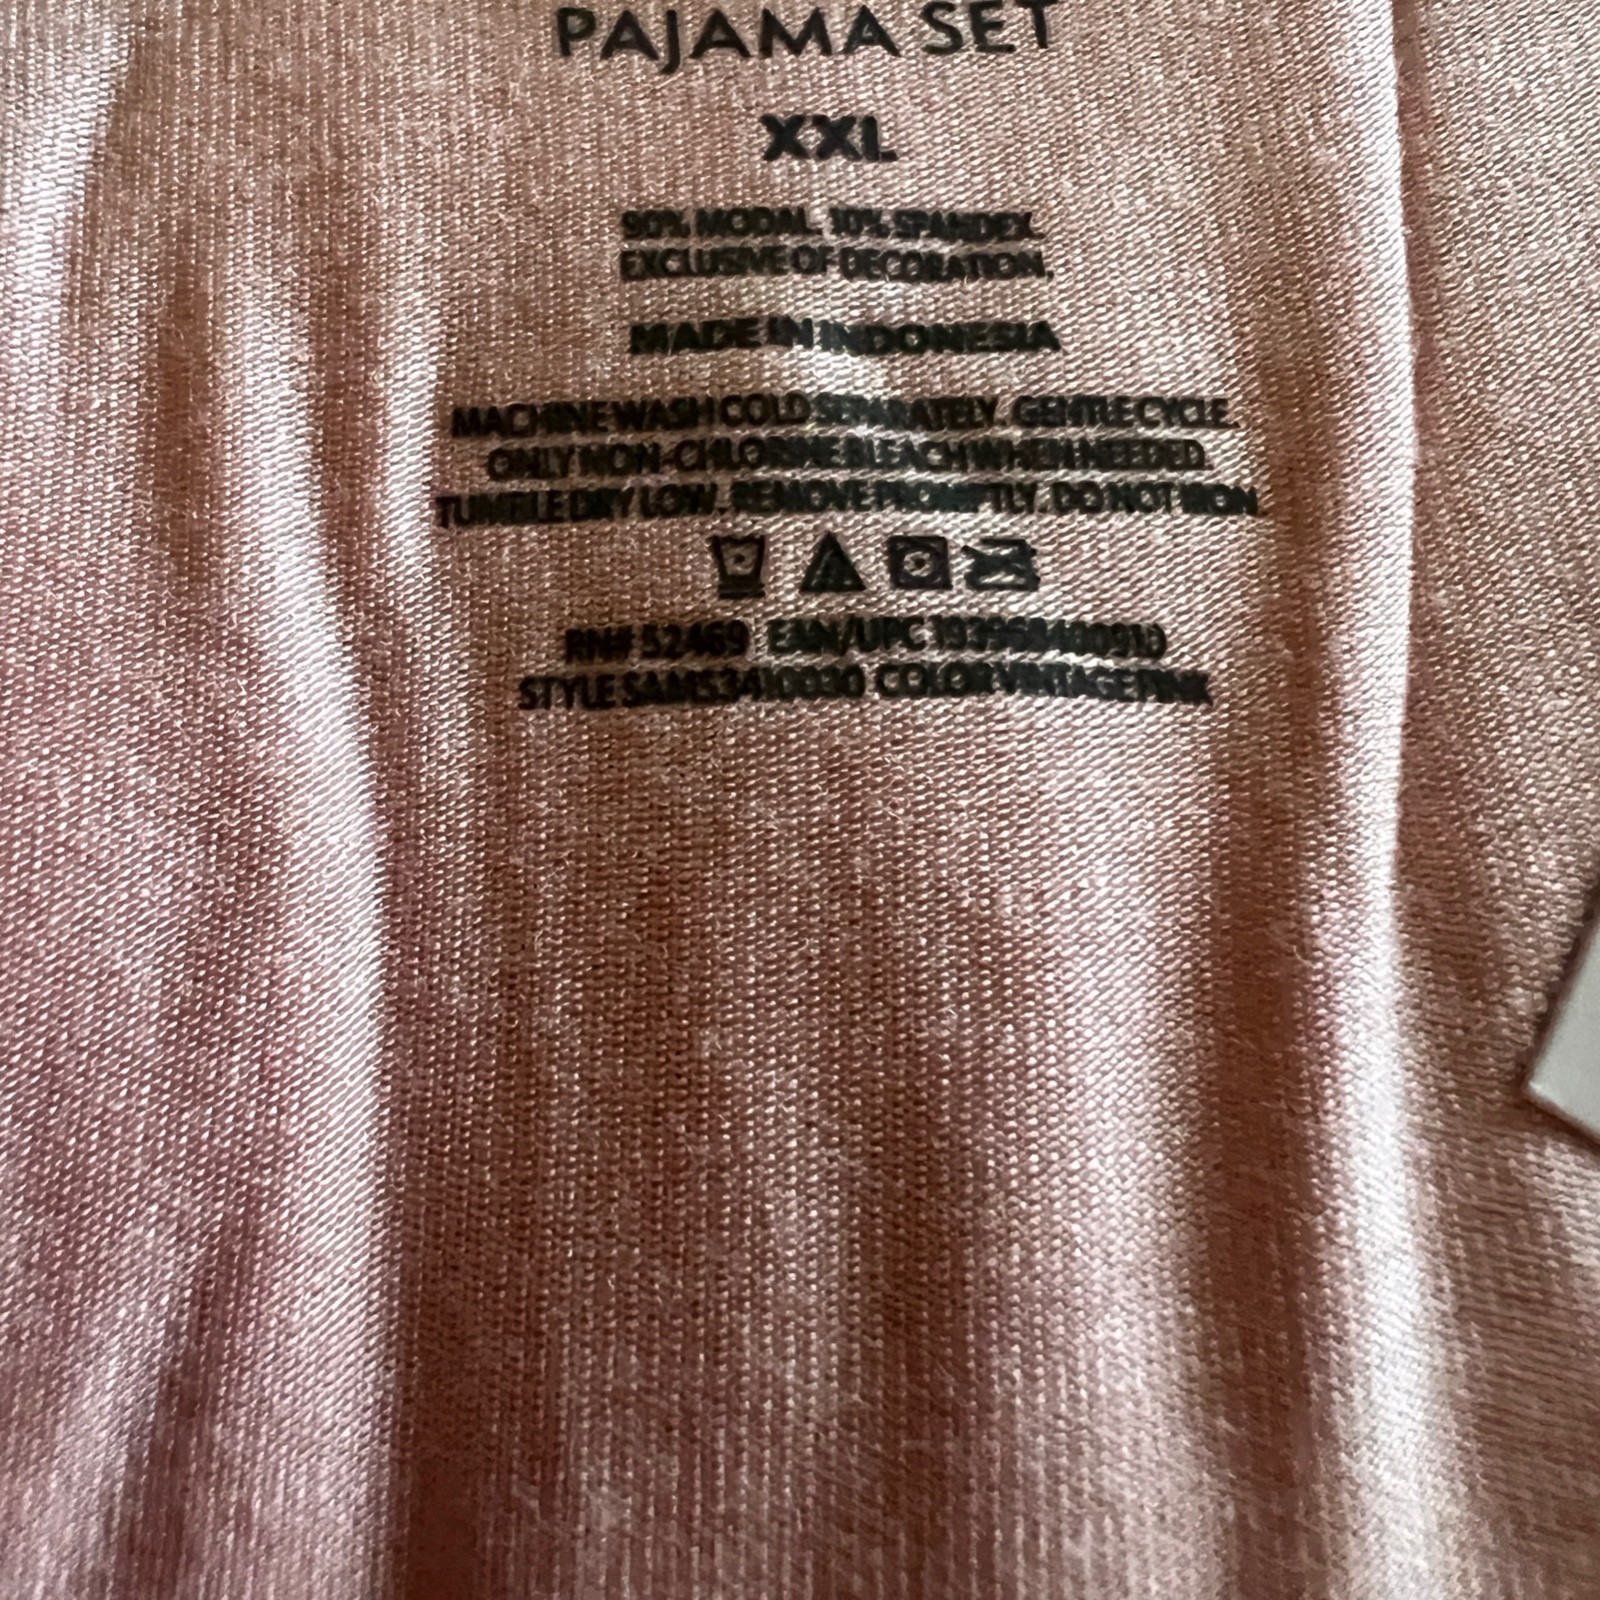 PAJAMA SET
XXL
90% MODAL. 10% SPANDEX.
EXCLUSIVE OF DECORATION.
MADE IN INDONESIA
MACHINE WASH COLD SEPARATELY. GENTLE CYCLE.
ONLY NON-CHLORINE BLEACH WHEN NEEDED.
TUMBLE DRY LOW. REMOVE PROMPTLY. DO NOT IRON
RN# 52469 EAN/UPC
STYLE COLOR VINTAGE PINK